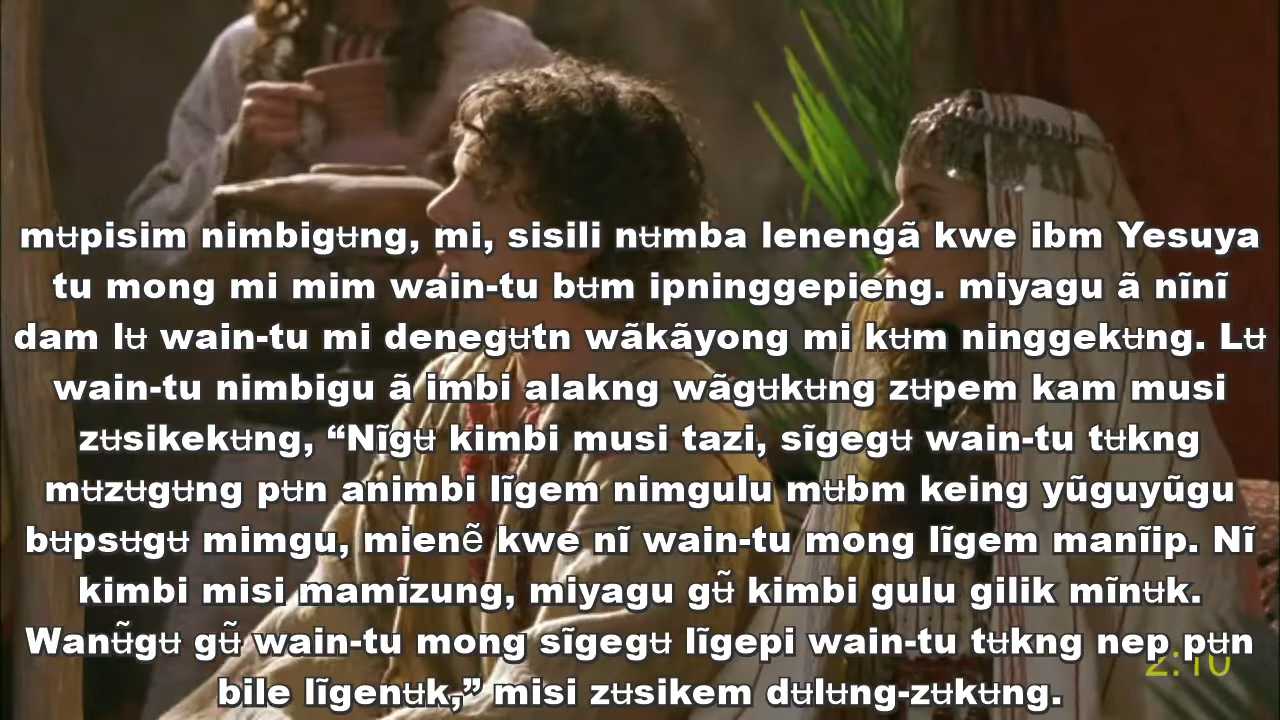 mʉpisim nimbigʉng, mi, sisili nʉmba lenengã kwe ibm Yesuya
tu mong mi mim wain-tu bʉm ipninggepieng. miyagu ã nĩnĩ
dam lʉ wain-tu mi denegʉtn wãkãyong mi kʉm ninggekʉng. Lʉ
wain-tu nimbigu ã imbi alakng wãgʉkʉng zʉpem kam musi
zʉsikekʉng, “Nĩgʉ kimbi musi tazi, sĩgegʉ wain-tu tʉkng
mʉzʉgʉng pʉn animbi lĩgem nimgulu mʉbm keing yũguyũgu
bʉpsʉgʉ mimgu, mienẽ kwe nĩ wain-tu mong lĩgem manĩip. Nĩ
kimbi misi mamĩzung, miyagu gʉ̃ kimbi gulu gilik mĩnʉk.
Wanʉ̃gʉ gʉ̃ wain-tu mong sĩgegʉ lĩgepi wain-tu tʉkng nep pʉn
bile lĩgenʉk,” misi zʉsikem dʉlʉng-zʉkʉng.
2:10